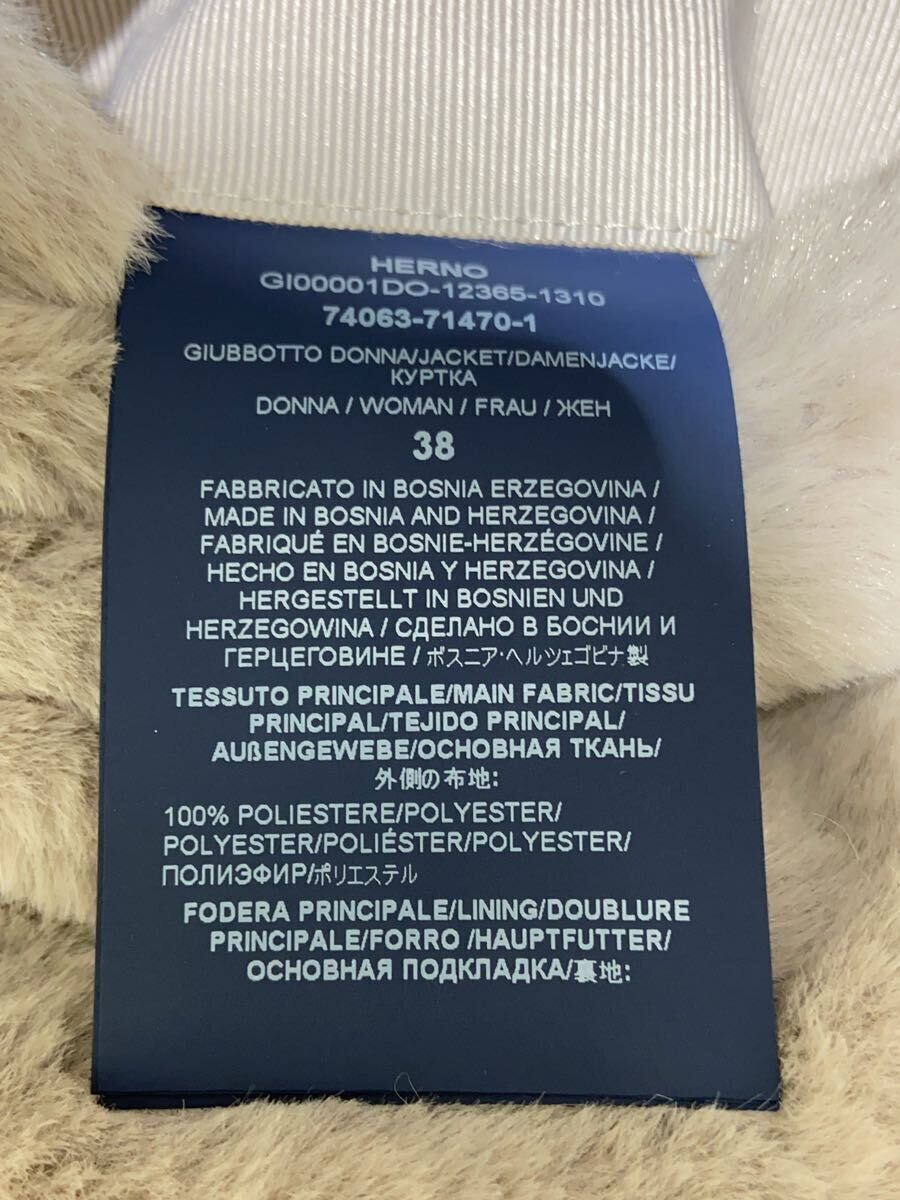 HERNO
GI00001DO-12365-1310
74063-71470-1
GIUBBOTTO DONNA/JACKET/DAMENJACKE/
КУРТКА
DONNA / WOMAN / FRAU / ЖЕН
38
FABBRICATO IN BOSNIA ERZEGOVINA /
MADE IN BOSNIA AND HERZEGOVINA /
FABRIQUÉ EN BOSNIE-HERZÉGOVINE /
HECHO EN BOSNIA Y HERZEGOVINA /
HERGESTELLT IN BOSNIEN UND
HERZEGOWINA / СДЕЛАНО В БОСНИИ И
ГЕРЦЕГОВИНЕ / ボスニア・ヘルツェゴビナ製
TESSUTO PRINCIPALE/MAIN FABRIC/TISSU
PRINCIPAL/TEJIDO PRINCIPAL/
AUßENGEWEBE/ОСНОВНАЯ ТКАНЬ/
外側の布地:
100% POLIESTERE/POLYESTER/
POLYESTER/POLIÉSTER/POLYESTER/
ПОЛИЭФИР/ポリエステル
FODERA PRINCIPALE/LINING/DOUBLURE
PRINCIPALE/FORRO /HAUPTFUTTER/
ОСНОВНАЯ ПОДКЛАДКА/裏地: